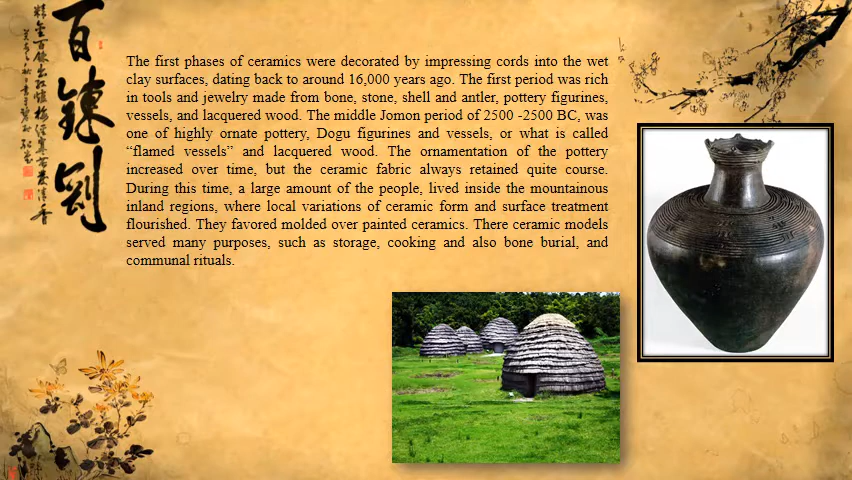 百
鍊
剛
The first phases of ceramics were decorated by impressing cords into the wet
clay surfaces, dating back to around 16,000 years ago. The first period was rich
in tools and jewelry made from bone, stone, shell and antler, pottery figurines,
vessels, and lacquered wood. The middle Jomon period of 2500 -2500 BC, was
one of highly ornate pottery, Dogu figurines and vessels, or what is called
“flamed vessels” and lacquered wood. The ornamentation of the pottery
increased over time, but the ceramic fabric always retained quite course.
During this time, a large amount of the people, lived inside the mountainous
inland regions, where local variations of ceramic form and surface treatment
flourished. They favored molded over painted ceramics. There ceramic models
served many purposes, such as storage, cooking and also bone burial, and
communal rituals.